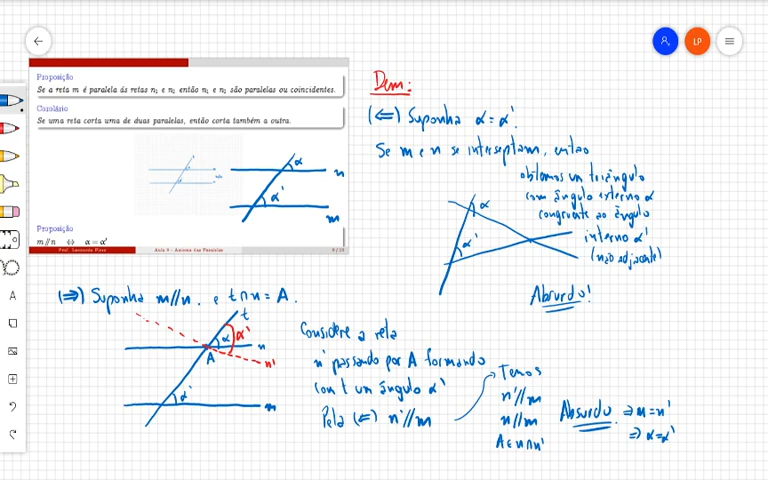 LP
Proposição
Se a reta m é paralela às retas n₁ e n₂ então n₁ e n₂ são paralelas ou coincidentes.
Corolário
Se uma reta corta uma de duas paralelas, então corta também a outra.
α
n
α'
m
Proposição
m//n ⇔ α = α'
Prof. Leonardo
Aula 9 - Axioma das Paralelas
Dem:
(⇐) Suponha α = α'.
Se m e n se interseptam, então
obtemos um triângulo
com ângulo externo α
congruente ao ângulo
interno α'
(não adjacente)
α
α'
Absurdo!
(⇒) Suponha m//n. e t∩n = A.
t
α
α'
n
A
n'
α'
m
Considere a reta
n' passando por A formando
com t um ângulo α'
Pela (⇐) n'//m
Temos
n'//m
n//m
A∈n∩n'
Absurdo ⇒ n=n'
⇒ α=α'
A